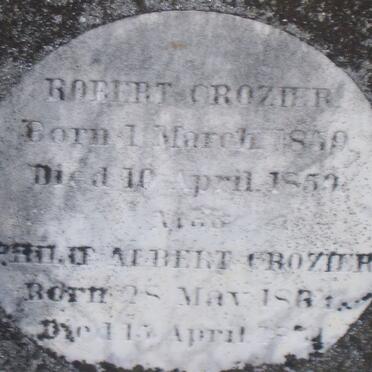 ROBERT CROZIER
Born 1 March 1859
Died 10 April 1859
Also
PHILIP ALBERT CROZIER
Born 28 May
Died 15 April